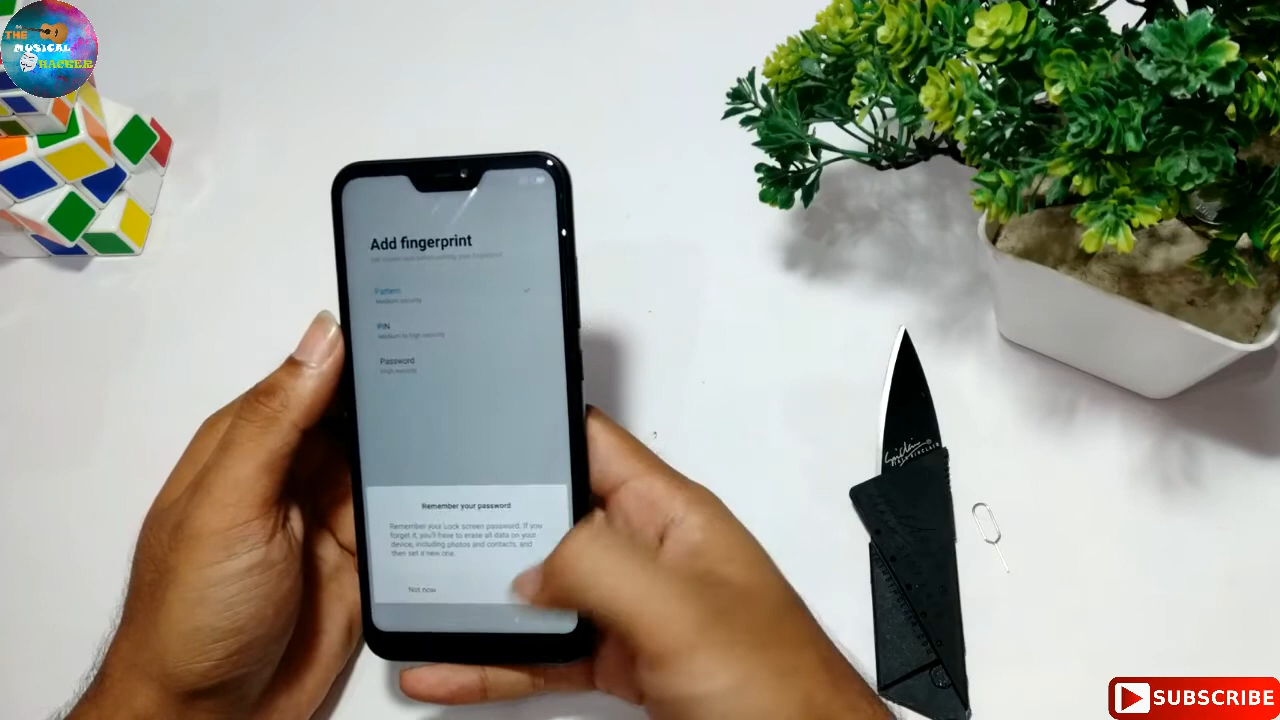 THE
MUSICAL
HACKER
Add fingerprint
Pattern
Medium security
PIN
Medium to high security
Password
High security
Remember your password
Remember your Lock screen password. If you
forget it, you'll have to erase all data on your
device, including photos and contacts, and
then set a new one.
Not now
IAIN SINCLAIR
SUBSCRIBE